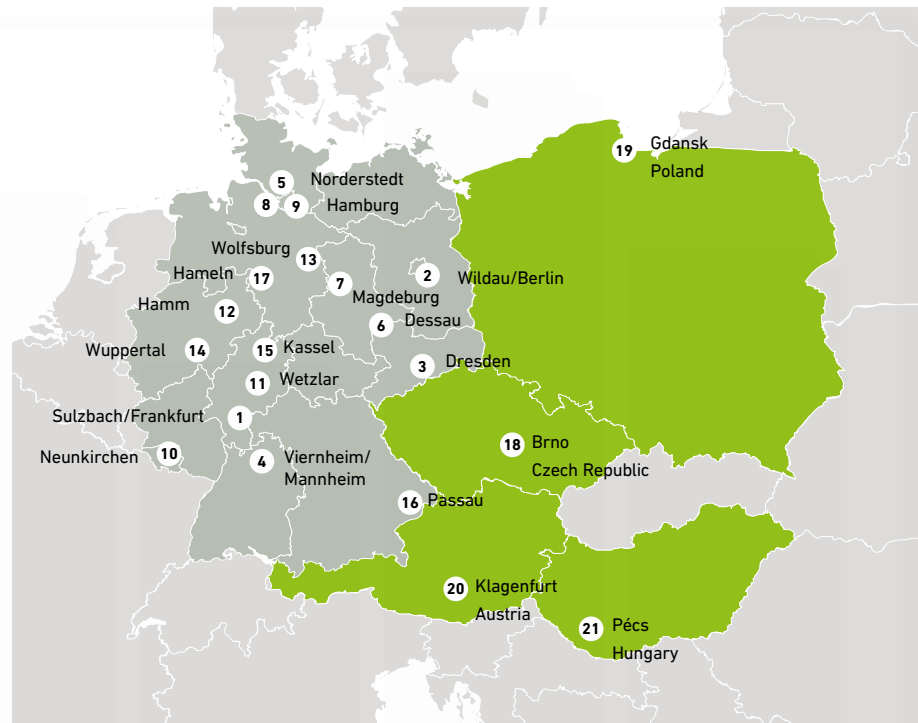 19 Gdansk
Poland
5 Norderstedt
8 9 Hamburg
Wolfsburg 13
Hameln 17
2 Wildau/Berlin
7 Magdeburg
Hamm 12
6 Dessau
Wuppertal 14
15 Kassel
3 Dresden
11 Wetzlar
Sulzbach/Frankfurt 1
Neunkirchen 10
4 Viernheim/
Mannheim
18 Brno
Czech Republic
16 Passau
20 Klagenfurt
Austria
21 Pécs
Hungary